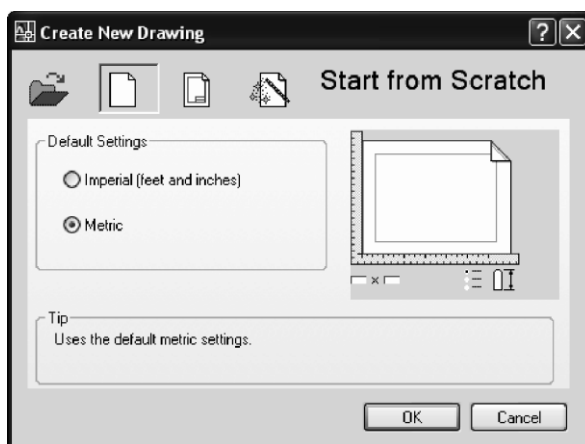 Create New Drawing
Start from Scratch
Default Settings
Imperial (feet and inches)
Metric
Tip
Uses the default metric settings.
OK
Cancel